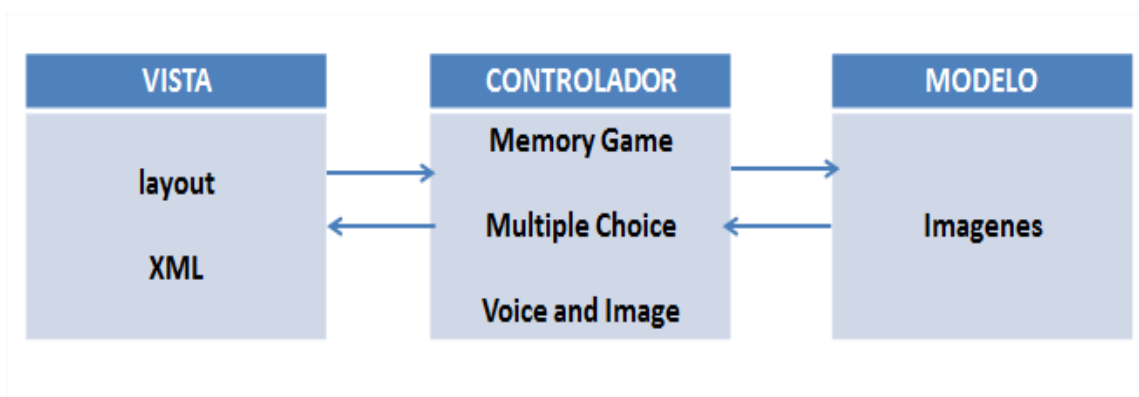 VISTA
layout
XML
CONTROLADOR
Memory Game
Multiple Choice
Voice and Image
MODELO
Imagenes